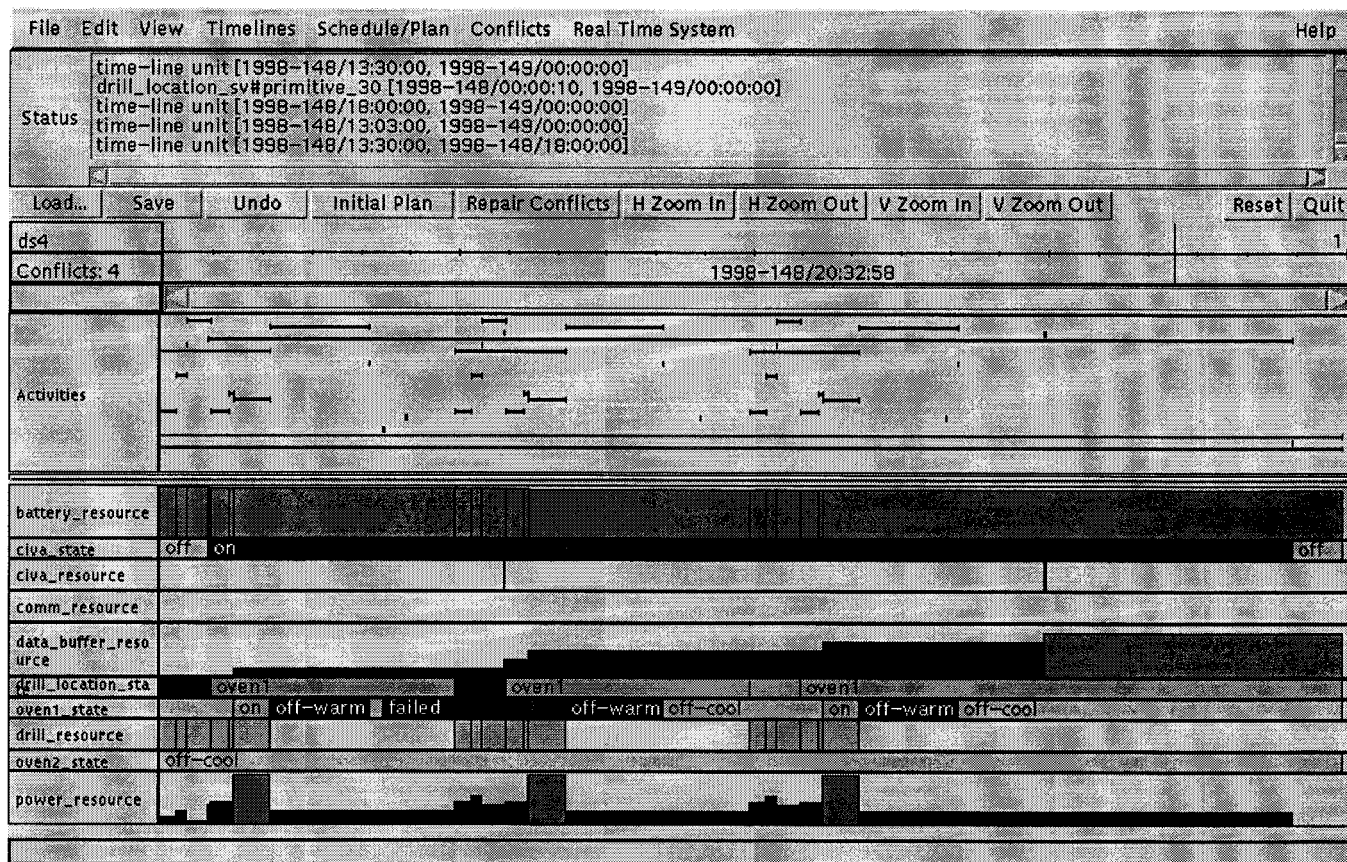 File Edit View Timelines Schedule/Plan Conflicts Real Time System Help
Status
time-line unit [1998-148/13:30:00, 1998-149/00:00:00]
drill_location_sv#primitive_30 [1998-148/00:00:10, 1998-149/00:00:00]
time-line unit [1998-148/18:00:00, 1998-149/00:00:00]
time-line unit [1998-148/13:03:00, 1998-149/00:00:00]
time-line unit [1998-148/13:30:00, 1998-148/18:00:00]
Load... Save Undo Initial Plan Repair Conflicts H Zoom In H Zoom Out V Zoom In V Zoom Out Reset Quit
ds4 1
Conflicts: 4 1998-148/20:32:58
Activities
battery_resource
civa_state off on off
civa_resource
comm_resource
data_buffer_reso
urce
drill_location_sta oven1 oven1 oven1
oven1_state on off-warm failed off-warm off-cool on off-warm off-cool
drill_resource
oven2_state off-cool
power_resource